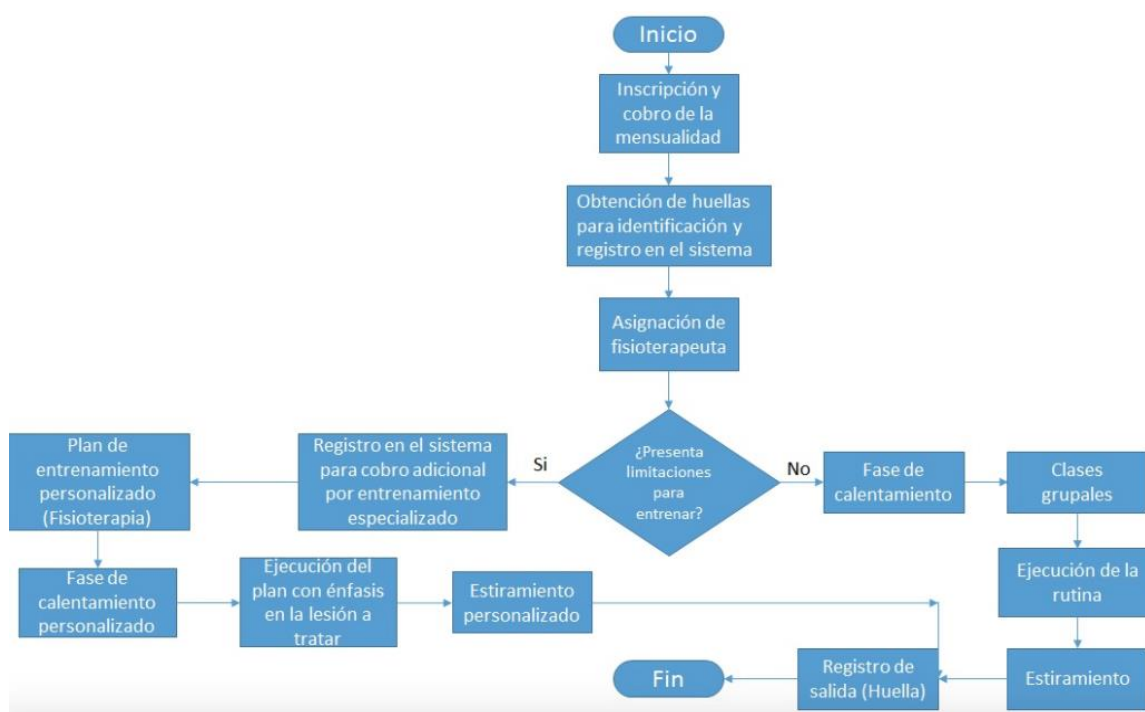 Inicio
Inscripción y
cobro de la
mensualidad
Obtención de huellas
para identificación y
registro en el sistema
Asignación de
fisioterapeuta
¿Presenta
limitaciones
para
entrenar?
Si
No
Registro en el sistema
para cobro adicional
por entrenamiento
especializado
Plan de
entrenamiento
personalizado
(Fisioterapia)
Fase de
calentamiento
personalizado
Ejecución del
plan con énfasis
en la lesión a
tratar
Estiramiento
personalizado
Fase de
calentamiento
Clases
grupales
Ejecución de la
rutina
Estiramiento
Registro de
salida (Huella)
Fin